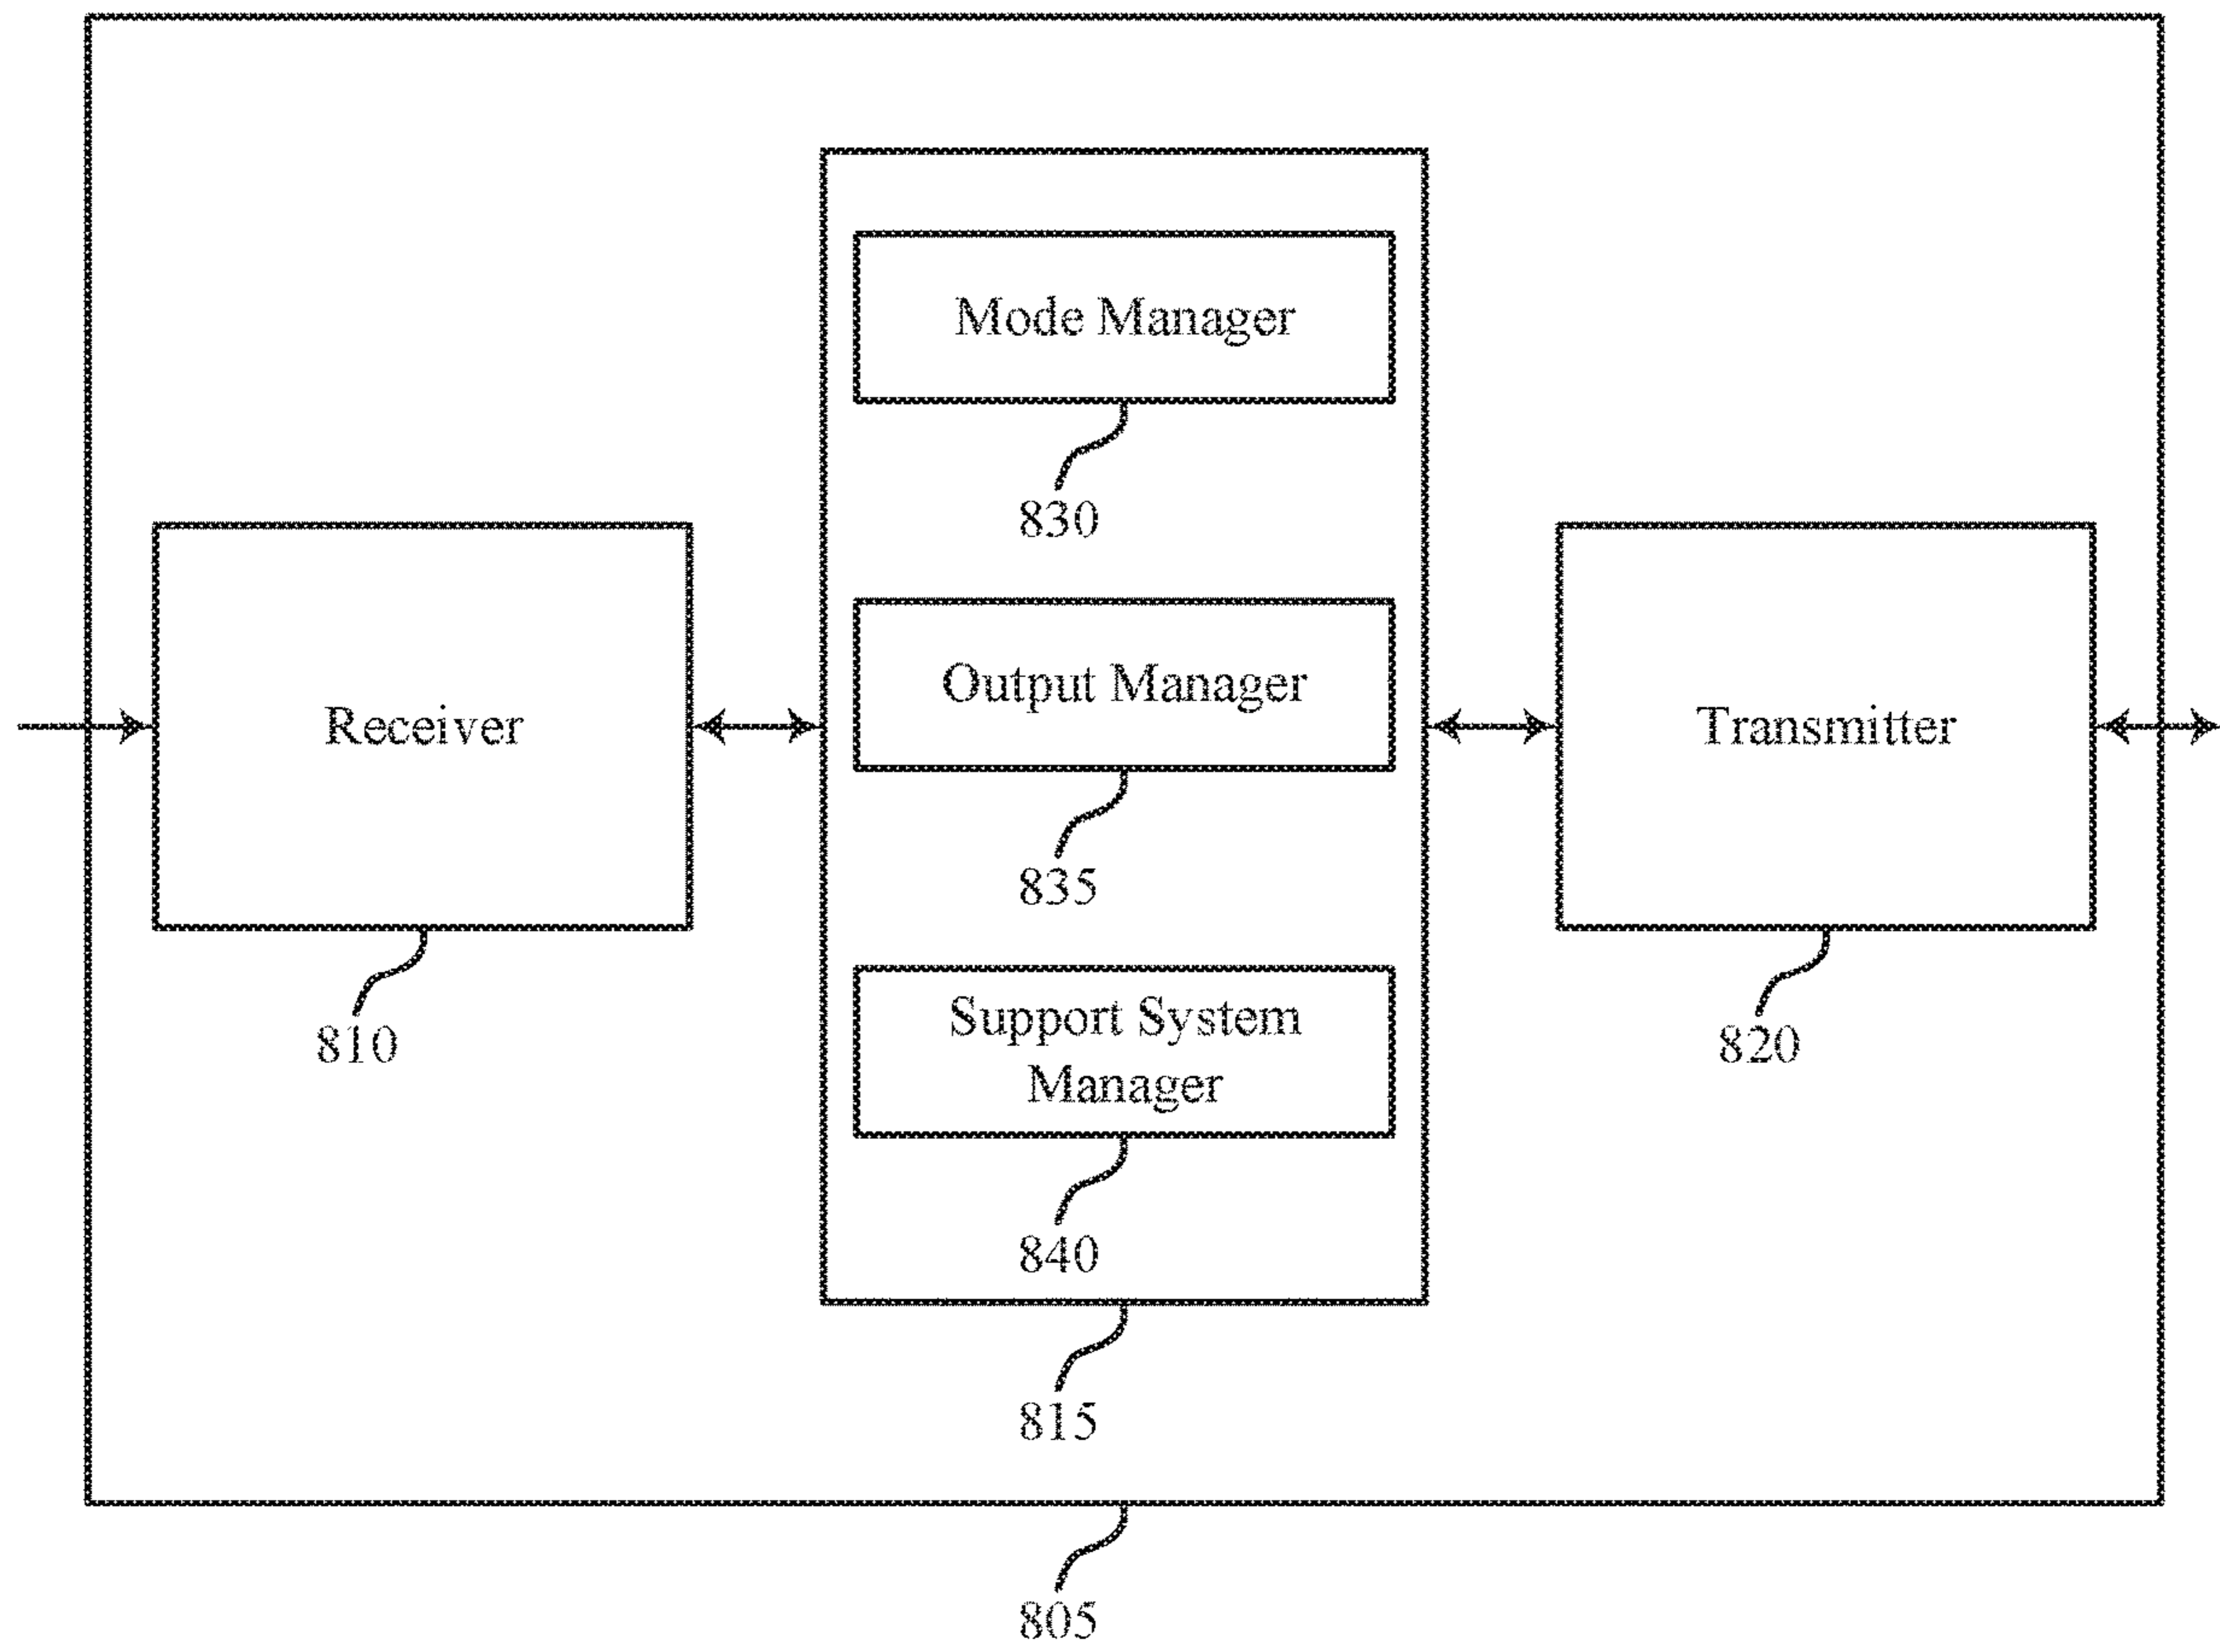 Mode Manager
830
Receiver
810
Output Manager
835
Support System
Manager
840
815
Transmitter
820
805